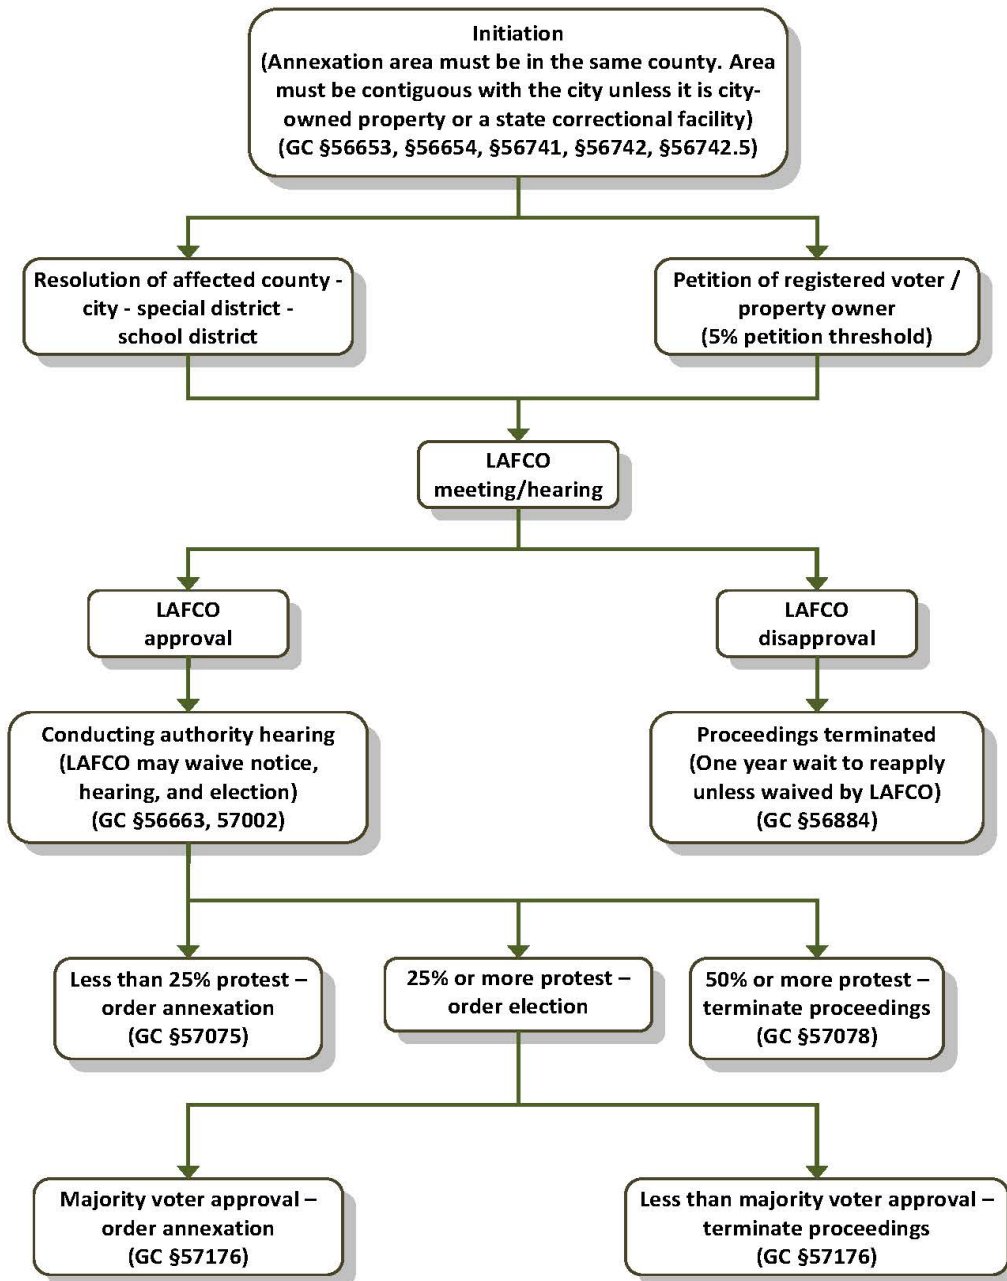 Initiation
(Annexation area must be in the same county. Area
must be contiguous with the city unless it is city-
owned property or a state correctional facility)
(GC §56653, §56654, §56741, §56742, §56742.5)
Resolution of affected county -
city - special district -
school district
Petition of registered voter /
property owner
(5% petition threshold)
LAFCO
meeting/hearing
LAFCO
approval
LAFCO
disapproval
Conducting authority hearing
(LAFCO may waive notice,
hearing, and election)
(GC §56663, 57002)
Proceedings terminated
(One year wait to reapply
unless waived by LAFCO)
(GC §56884)
Less than 25% protest –
order annexation
(GC §57075)
25% or more protest –
order election
50% or more protest –
terminate proceedings
(GC §57078)
Majority voter approval –
order annexation
(GC §57176)
Less than majority voter approval –
terminate proceedings
(GC §57176)